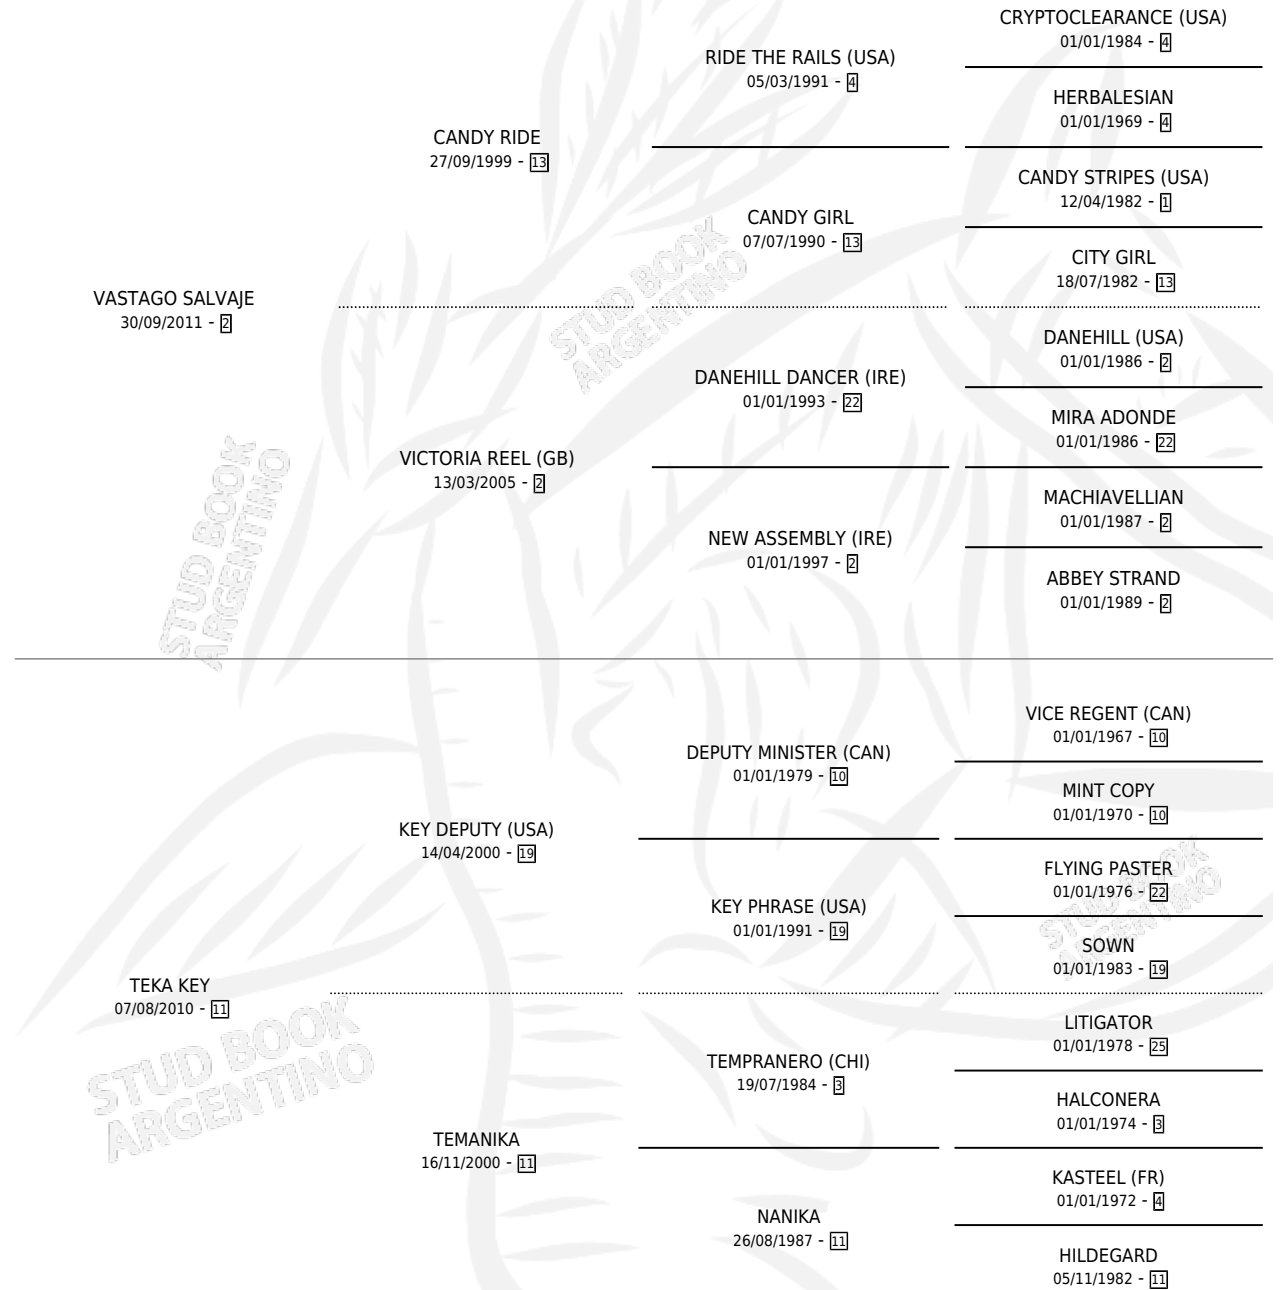 CRYPTOCLEARANCE (USA)
01/01/1984 - 4
RIDE THE RAILS (USA)
05/03/1991 - 4
HERBALESIAN
01/01/1969 - 4
CANDY RIDE
27/09/1999 - 13
CANDY STRIPES (USA)
12/04/1982 - 1
CANDY GIRL
07/07/1990 - 13
CITY GIRL
18/07/1982 - 13
VASTAGO SALVAJE
30/09/2011 - 2
DANEHILL (USA)
01/01/1986 - 2
DANEHILL DANCER (IRE)
01/01/1993 - 22
MIRA ADONDE
01/01/1986 - 22
VICTORIA REEL (GB)
13/03/2005 - 2
MACHIAVELLIAN
01/01/1987 - 2
NEW ASSEMBLY (IRE)
01/01/1997 - 2
ABBEY STRAND
01/01/1989 - 2
VICE REGENT (CAN)
01/01/1967 - 10
DEPUTY MINISTER (CAN)
01/01/1979 - 10
MINT COPY
01/01/1970 - 10
KEY DEPUTY (USA)
14/04/2000 - 19
FLYING PASTER
01/01/1976 - 22
KEY PHRASE (USA)
01/01/1991 - 19
SOWN
01/01/1983 - 19
TEKA KEY
07/08/2010 - 11
LITIGATOR
01/01/1978 - 25
TEMPRANERO (CHI)
19/07/1984 - 3
HALCONERA
01/01/1974 - 3
TEMANIKA
16/11/2000 - 11
KASTEEL (FR)
01/01/1972 - 4
NANIKA
26/08/1987 - 11
HILDEGARD
05/11/1982 - 11
STUD BOOK
ARGENTINO
STUD BOOK
ARGENTINO
STUD BOOK
ARGENTINO
STUD BOOK
ARGENTINO